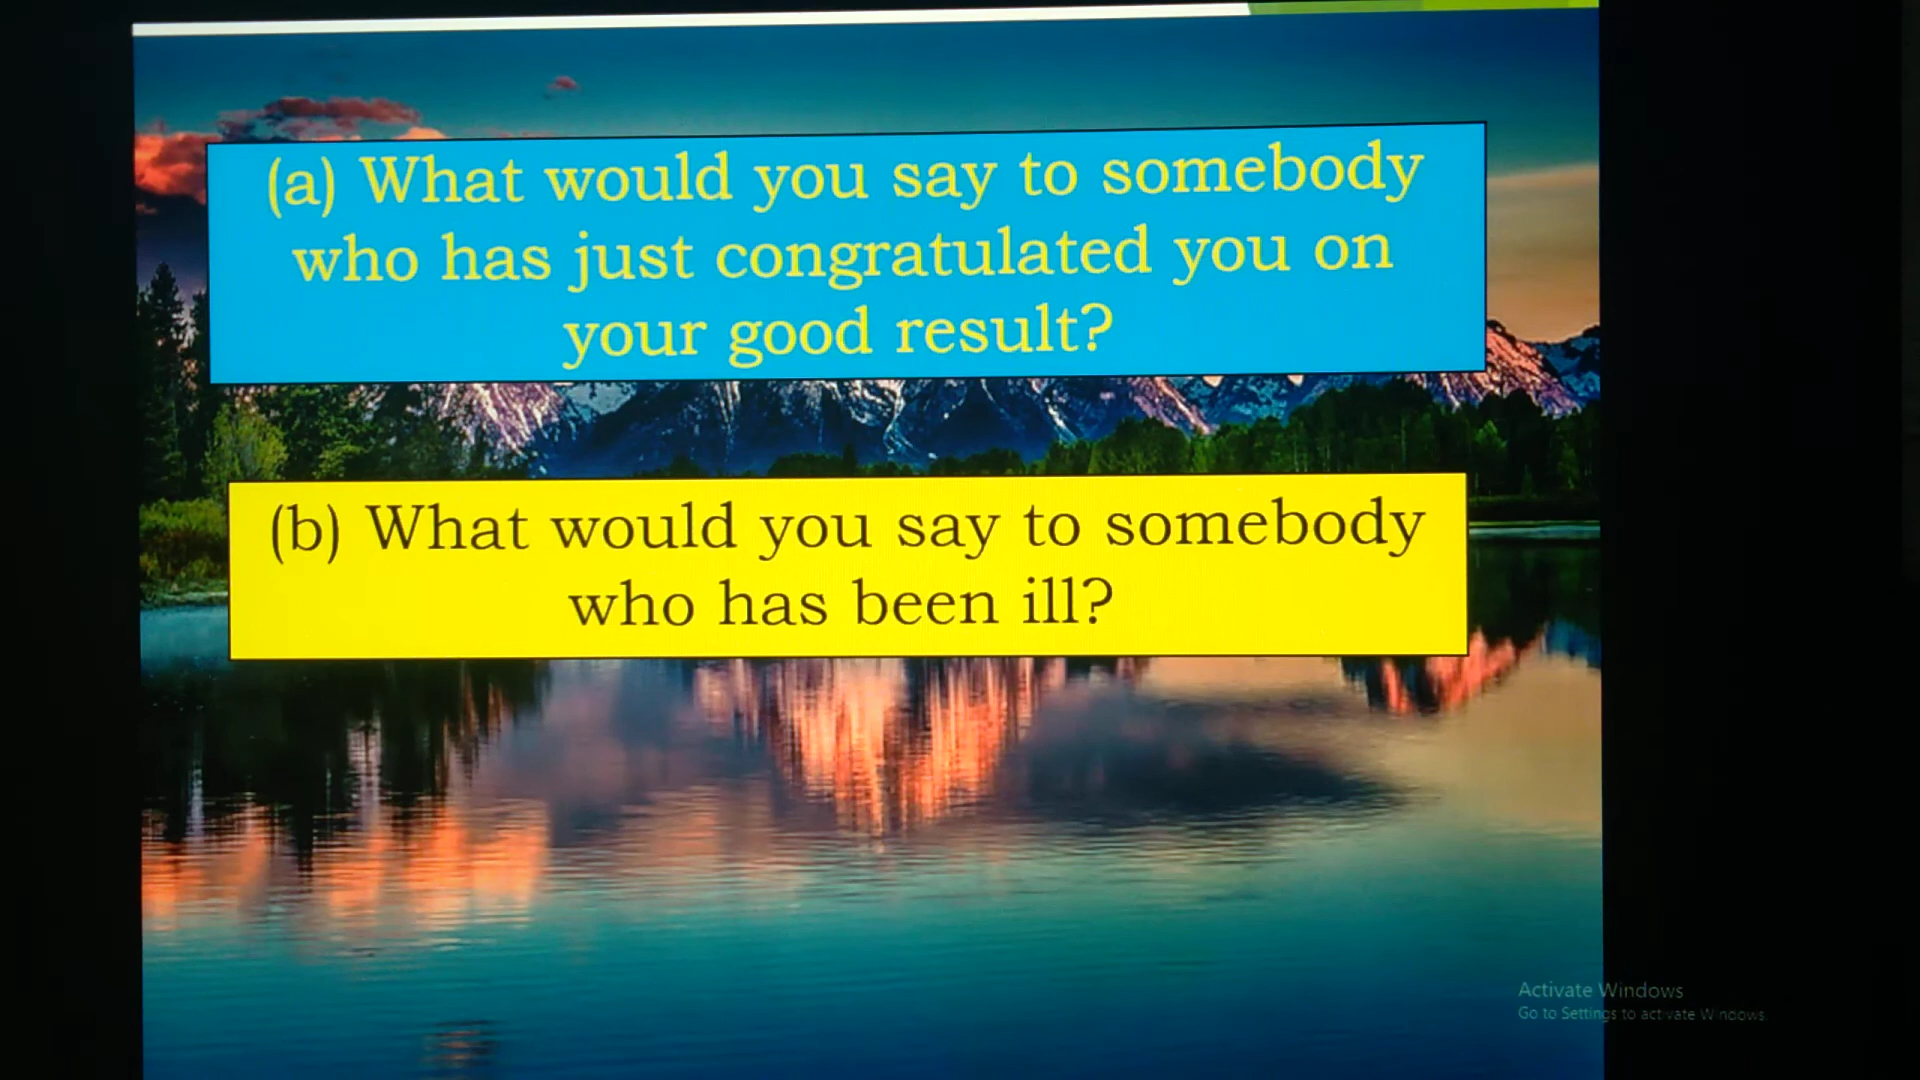 (a) What would you say to somebody
who has just congratulated you on
your good result?
(b) What would you say to somebody
who has been ill?
Activate Windows
Go to Settings to activate Windows.